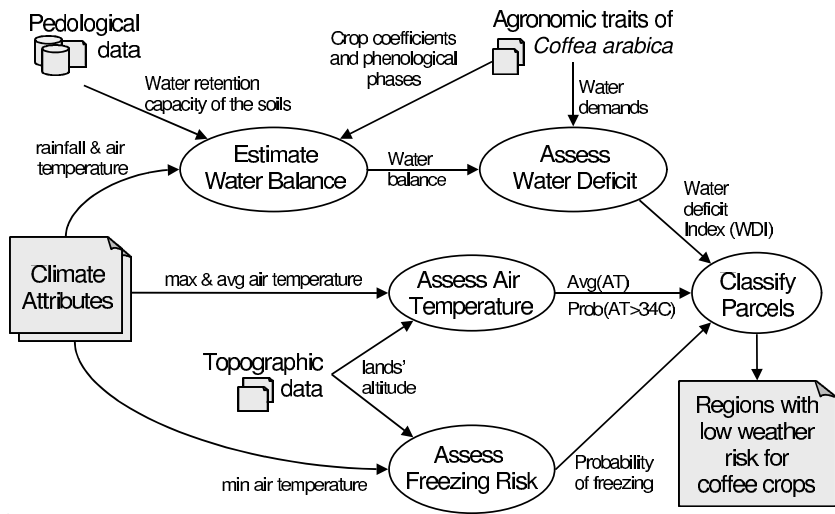 Pedological
data
Crop coefficients
and phenological
phases
Agronomic traits of
Coffea arabica
Water retention
capacity of the soils
Water
demands
rainfall & air
temperature
Estimate
Water Balance
Water
balance
Assess
Water Deficit
Water
deficit
Index (WDI)
Climate
Attributes
max & avg air temperature
Assess Air
Temperature
Avg(AT)
Prob(AT>34C)
Classify
Parcels
Topographic
data
lands'
altitude
Regions with
low weather
risk for
coffee crops
min air temperature
Assess
Freezing Risk
Probability
of freezing